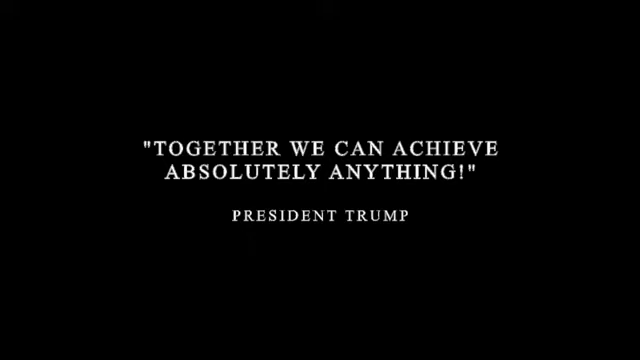 "TOGETHER WE CAN ACHIEVE
ABSOLUTELY ANYTHING!"
PRESIDENT TRUMP